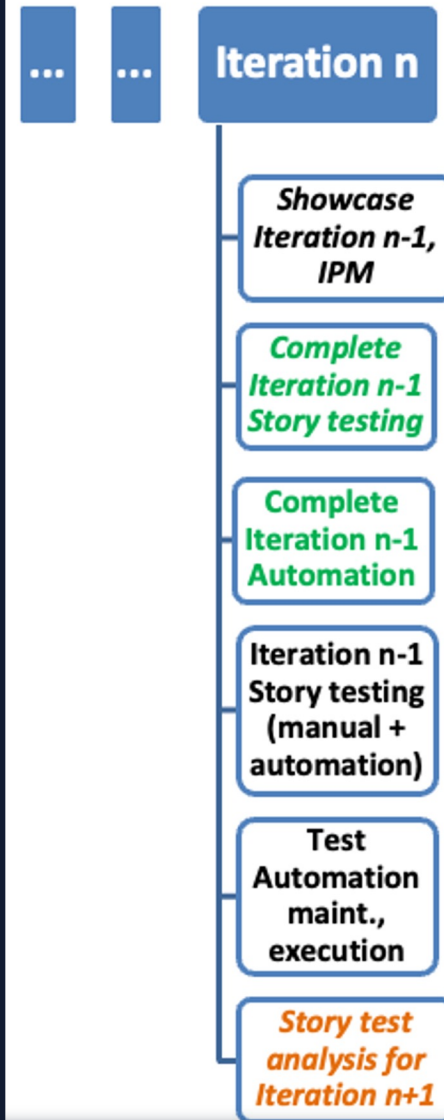 ...
...
Iteration n
Showcase
Iteration n-1,
IPM
Complete
Iteration n-1
Story testing
Complete
Iteration n-1
Automation
Iteration n-1
Story testing
(manual +
automation)
Test
Automation
maint.,
execution
Story test
analysis for
Iteration n+1